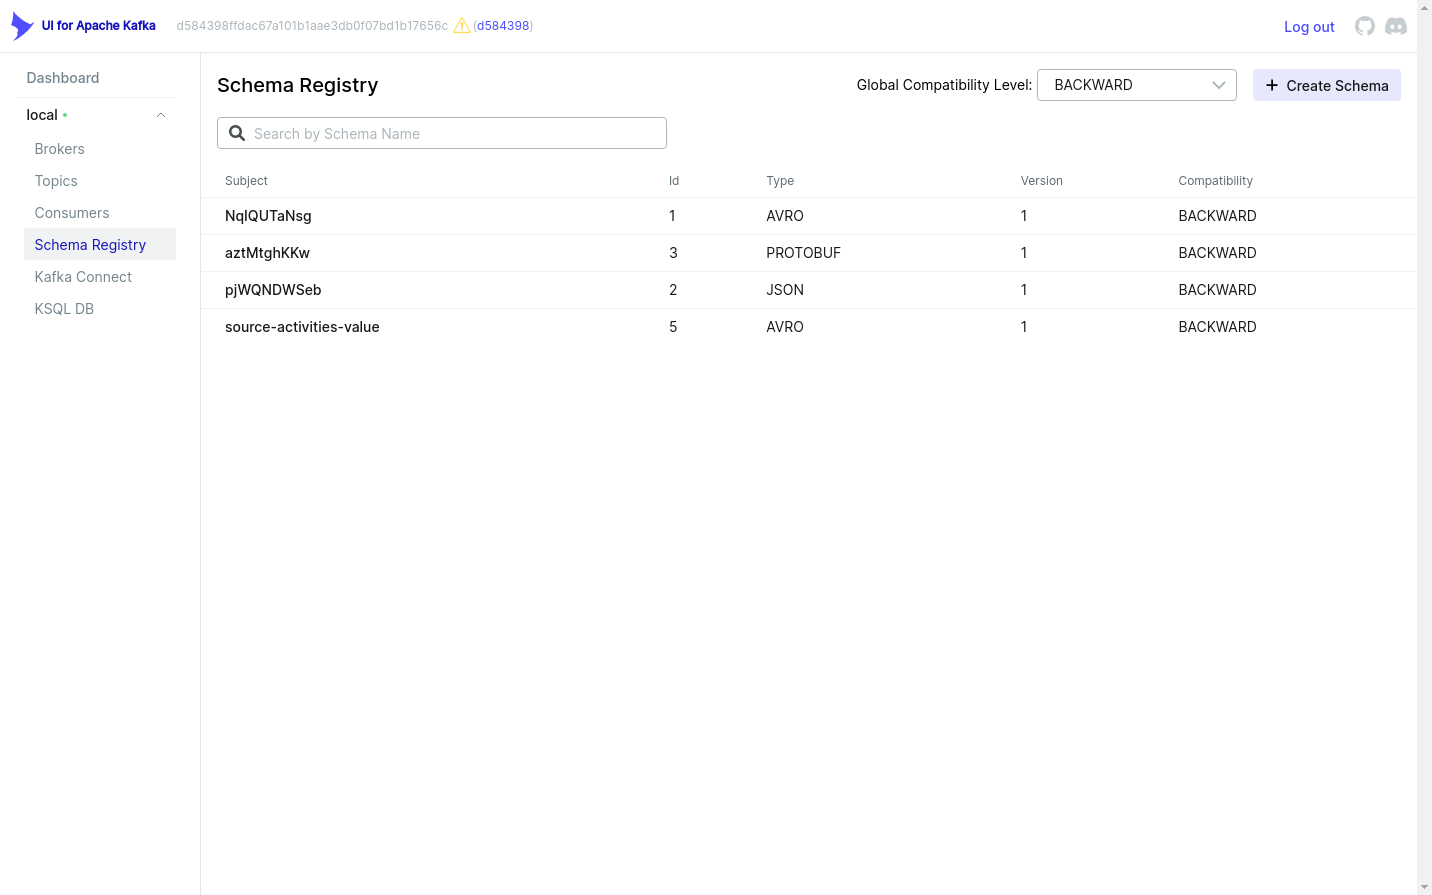 UI for Apache Kafka d584398ffdac67a101b1aae3db0f07bd1b17656c (d584398) Log out
Dashboard
local
Brokers
Topics
Consumers
Schema Registry
Kafka Connect
KSQL DB
Schema Registry Global Compatibility Level: BACKWARD Create Schema
Search by Schema Name
Subject Id Type Version Compatibility
NqIQUTaNsg 1 AVRO 1 BACKWARD
aztMtghKKw 3 PROTOBUF 1 BACKWARD
pjWQNDWSeb 2 JSON 1 BACKWARD
source-activities-value 5 AVRO 1 BACKWARD